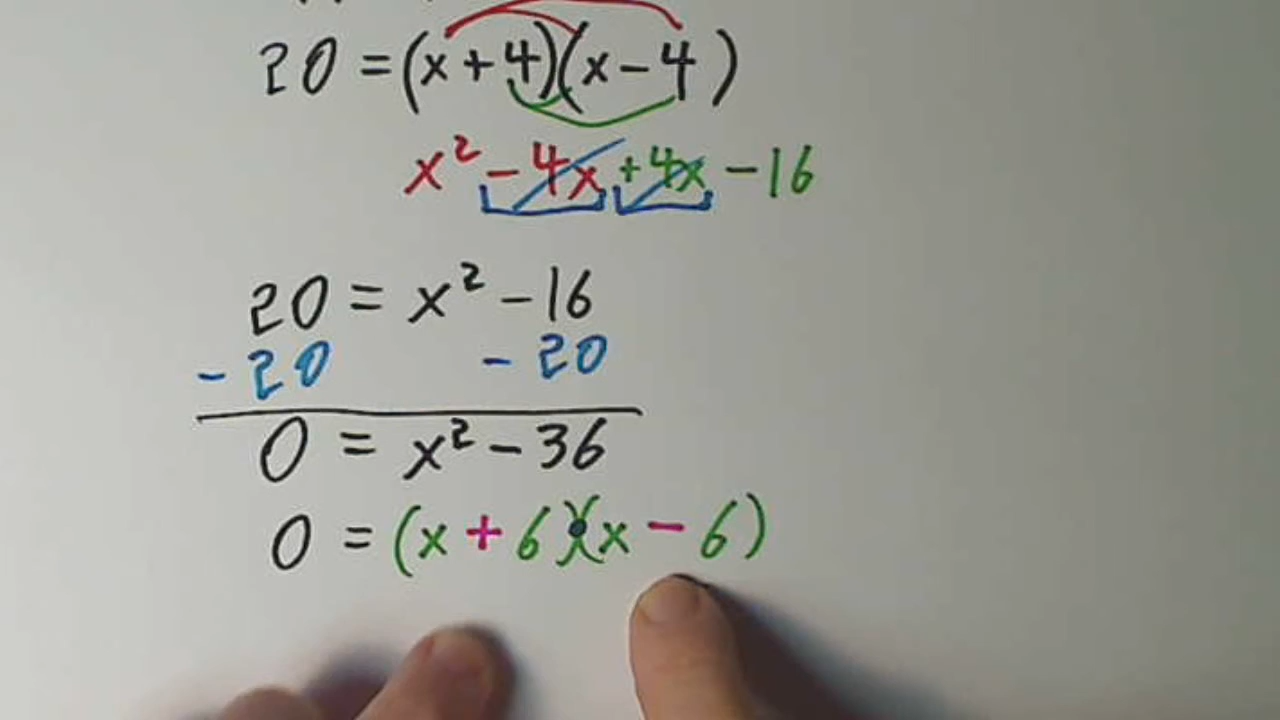 20 = (x + 4)(x - 4)
x² - 4x + 4x - 16
20 = x² - 16
- 20 - 20
0 = x² - 36
0 = (x + 6)•(x - 6)